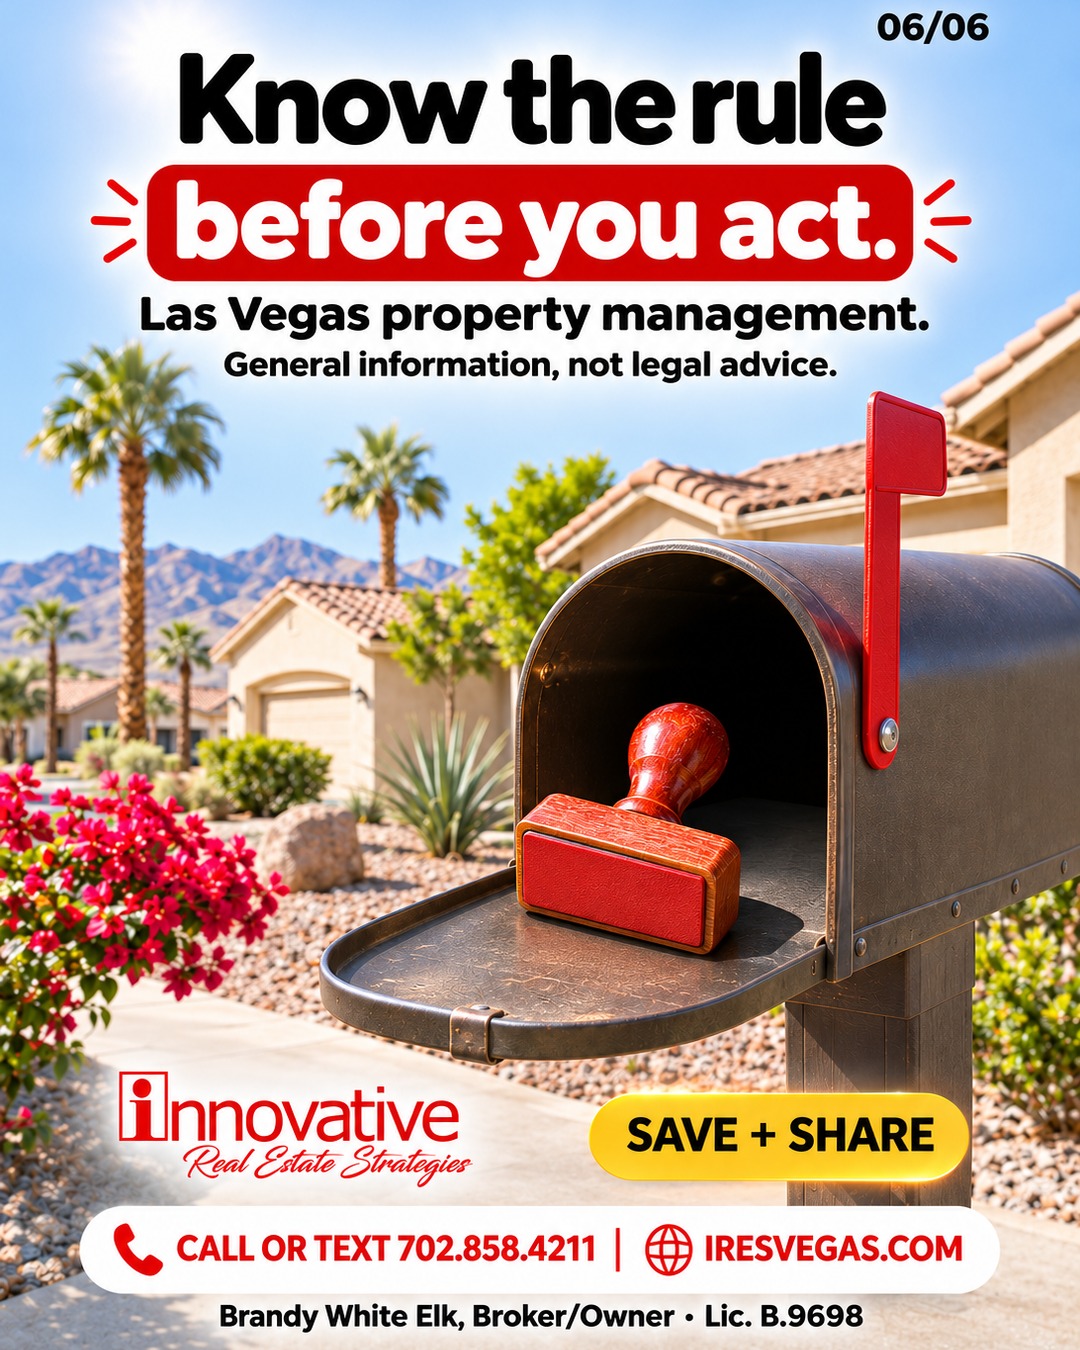 06/06
Know the rule
before you act.
Las Vegas property management.
General information, not legal advice.
innovative
Real Estate Strategies
SAVE + SHARE
CALL OR TEXT 702.858.4211 | IRESVEGAS.COM
Brandy White Elk, Broker/Owner • Lic. B.9698